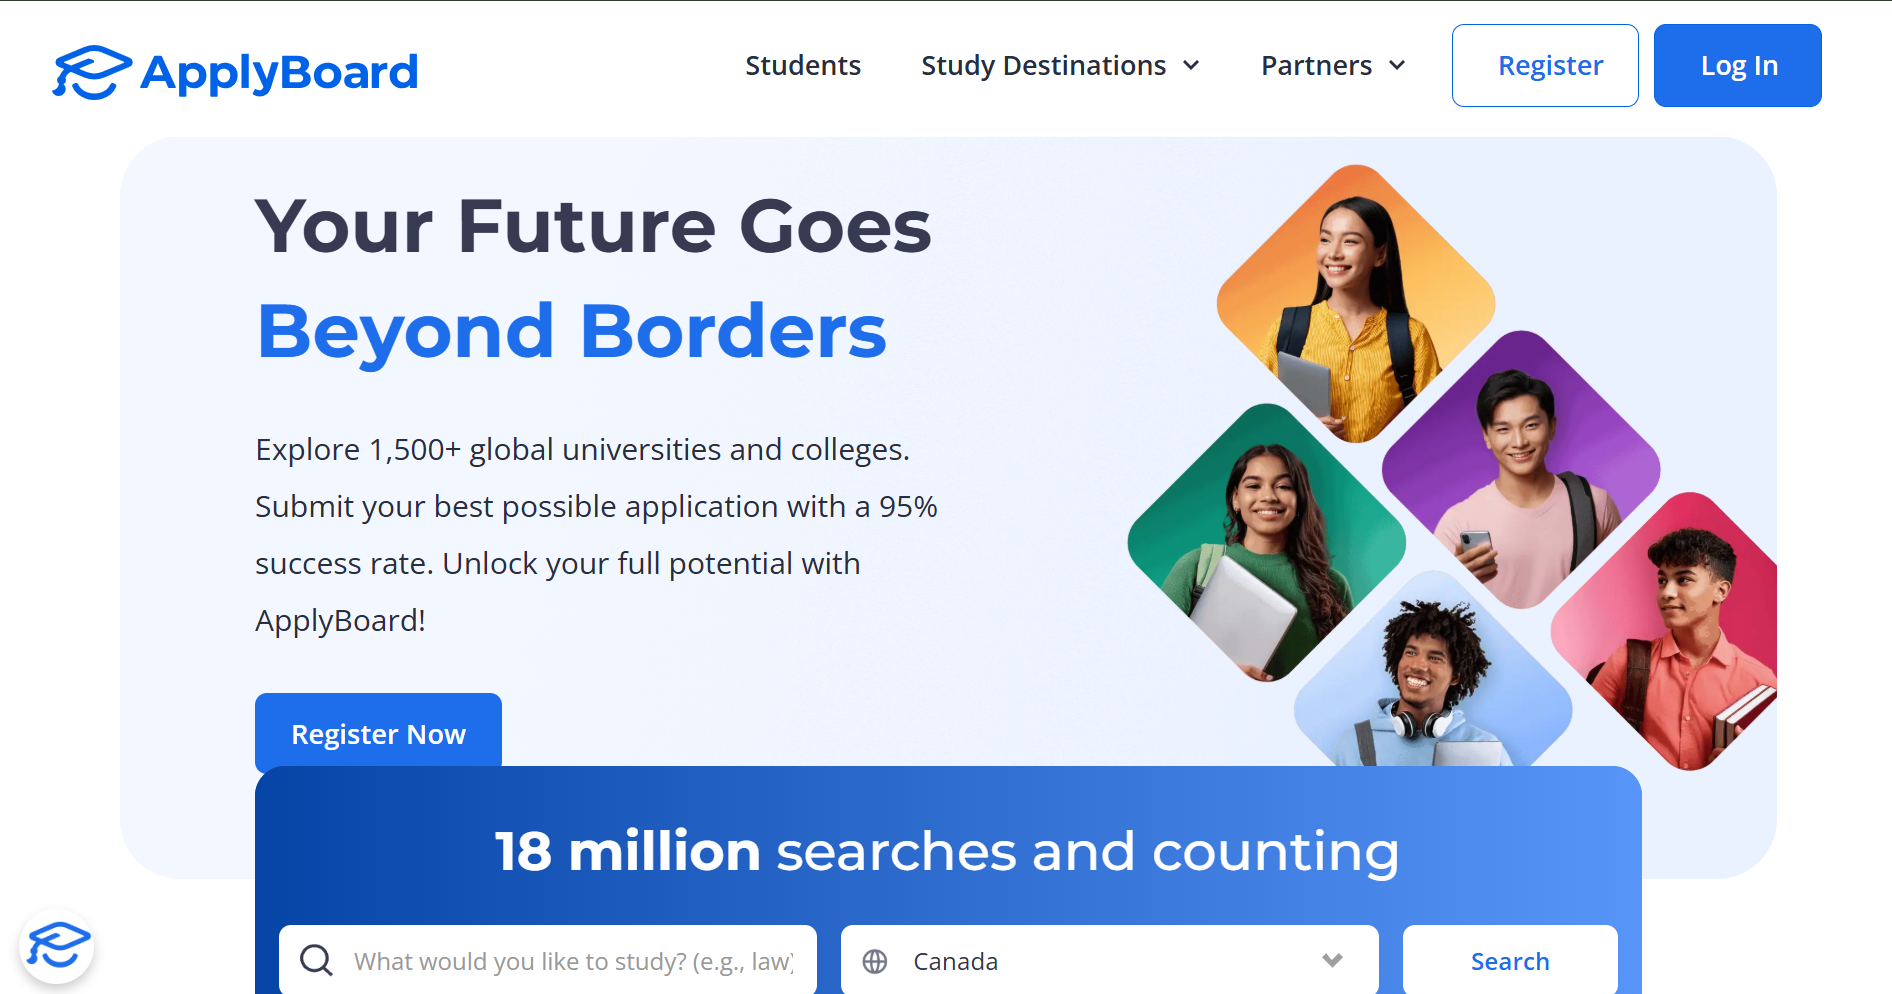 ApplyBoard
Students
Study Destinations
Partners
Register
Log In
Your Future Goes
Beyond Borders
Explore 1,500+ global universities and colleges.
Submit your best possible application with a 95%
success rate. Unlock your full potential with
ApplyBoard!
Register Now
18 million searches and counting
What would you like to study? (e.g., law)
Canada
Search